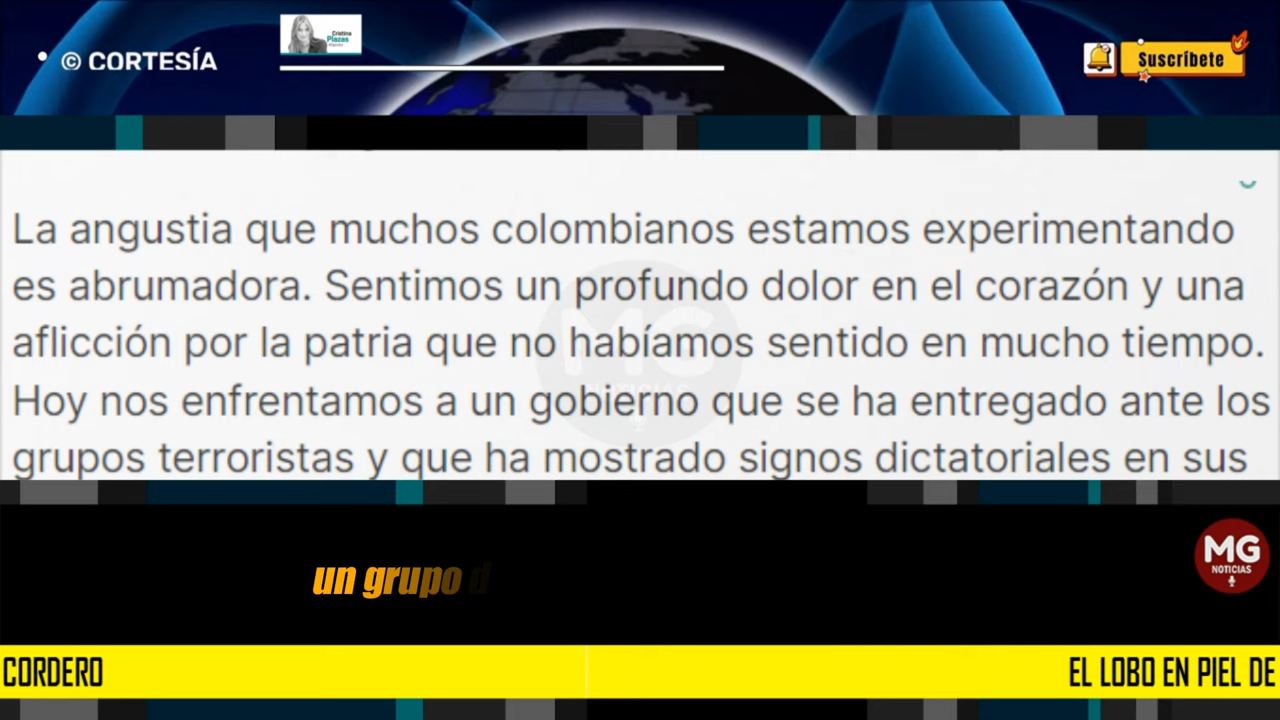 © CORTESÍA
Cristina
Plazas
Suscríbete
La angustia que muchos colombianos estamos experimentando
es abrumadora. Sentimos un profundo dolor en el corazón y una
aflicción por la patria que no habíamos sentido en mucho tiempo.
Hoy nos enfrentamos a un gobierno que se ha entregado ante los
grupos terroristas y que ha mostrado signos dictatoriales en sus
MG
NOTICIAS
un grupo d
MG
NOTICIAS
CORDERO
EL LOBO EN PIEL DE